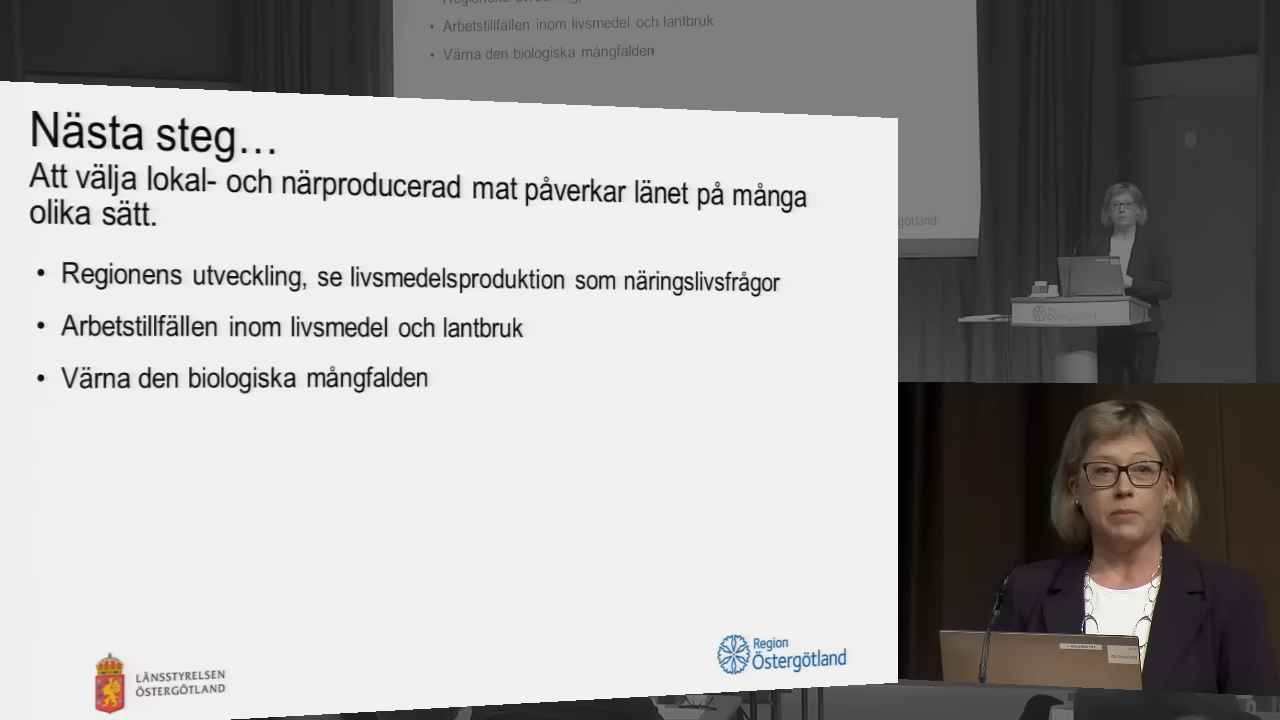 Arbetstillfällen inom livsmedel och lantbruk
Värna den biologiska mångfalden
Nästa steg...
Att välja lokal- och närproducerad mat påverkar länet på många
olika sätt.
• Regionens utveckling, se livsmedelsproduktion som näringslivsfrågor
• Arbetstillfällen inom livsmedel och lantbruk
• Värna den biologiska mångfalden
LÄNSSTYRELSEN
ÖSTERGÖTLAND
Region
Östergötland
götland
Östergötland